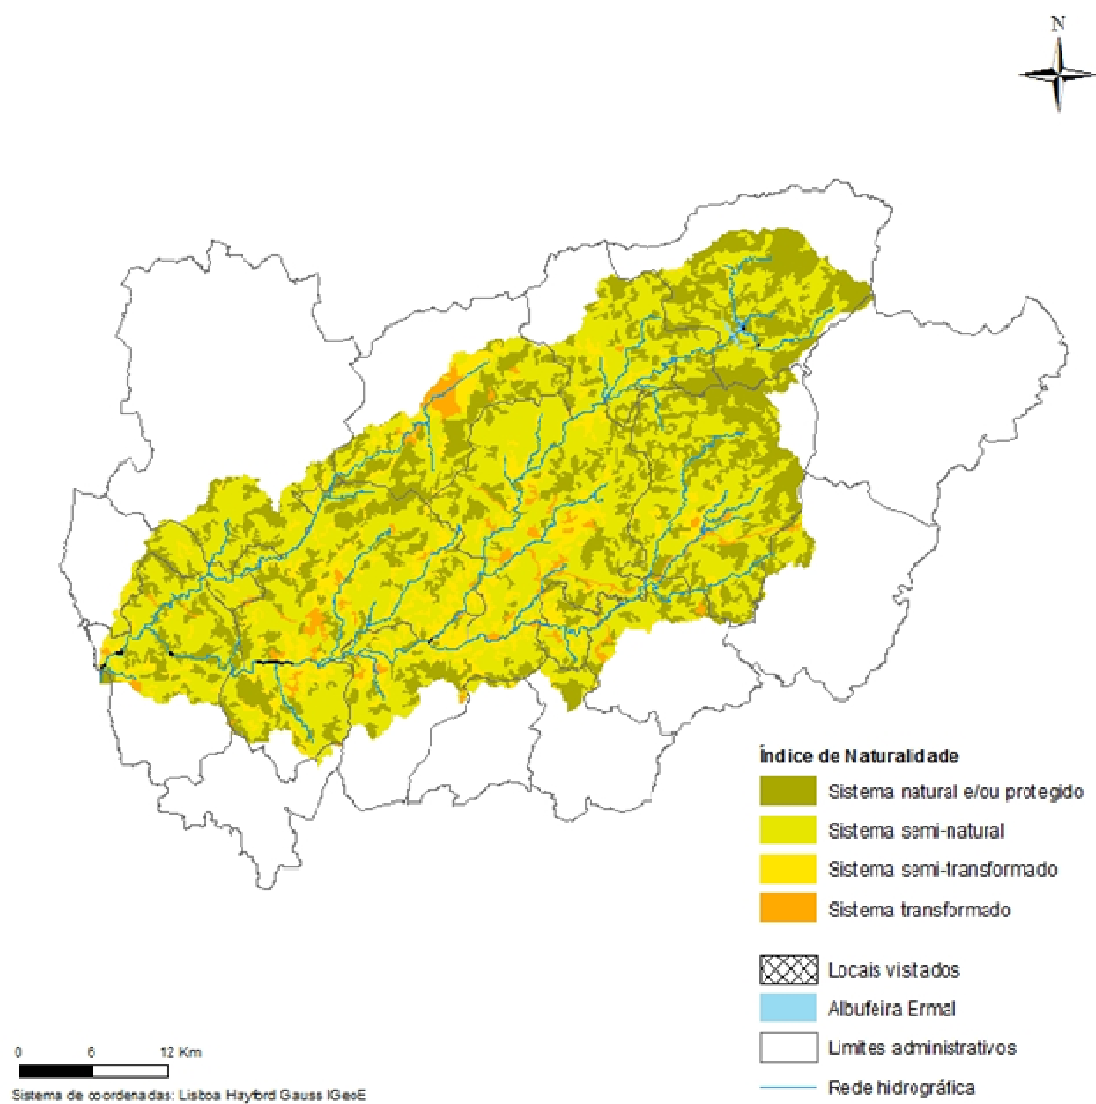 N
Índice de Naturalidade
Sistema natural e/ou protegido
Sistema semi-natural
Sistema semi-transformado
Sistema transformado
Locais vistados
Albufeira Ermal
Limites administrativos
Rede hidrográfica
0 6 12 Km
Sistema de coordenadas: Lisboa Hayford Gauss IGeoE